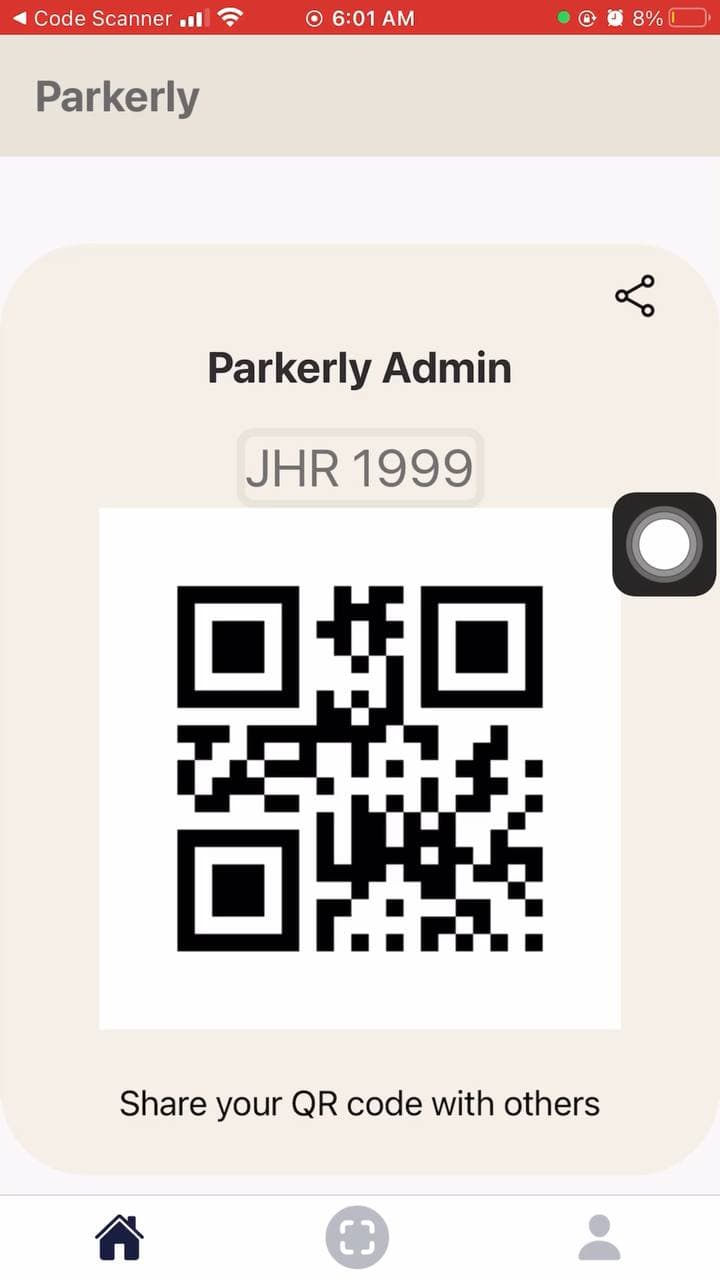 Code Scanner 6:01 AM 8%
Parkerly
Parkerly Admin
JHR 1999
Share your QR code with others